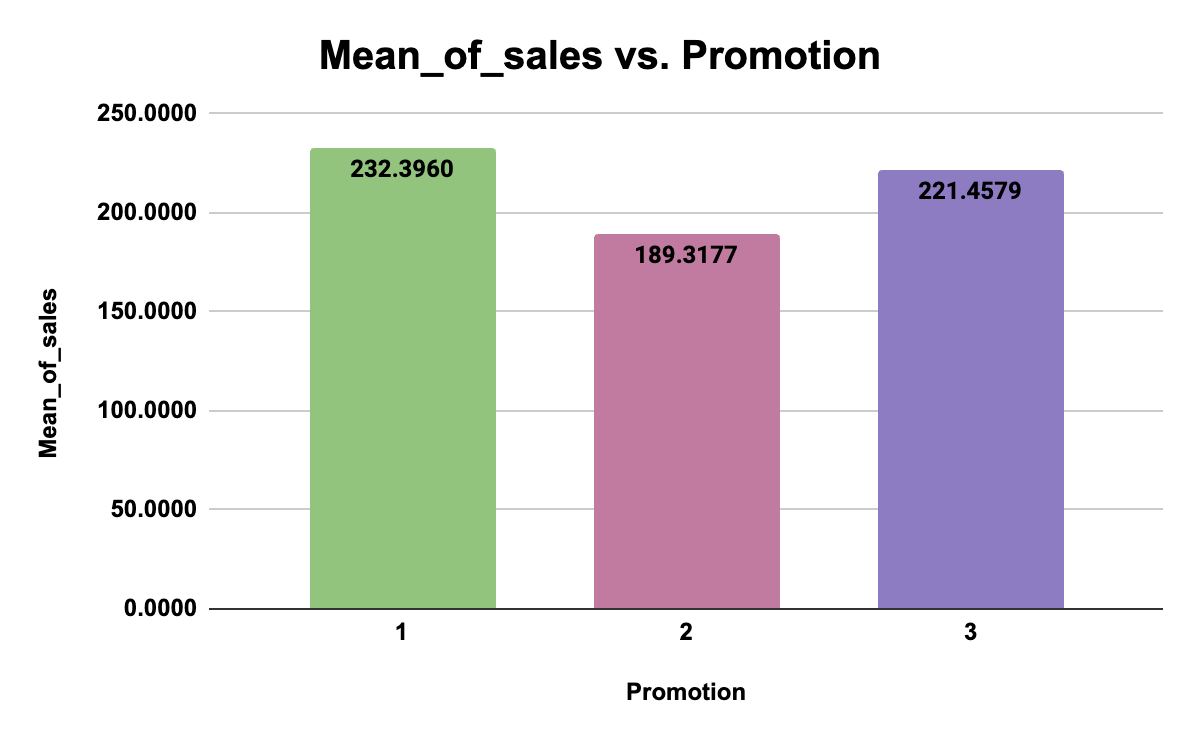 Mean_of_sales vs. Promotion
Mean_of_sales
250.0000
200.0000
150.0000
100.0000
50.0000
0.0000
232.3960
189.3177
221.4579
1 2 3
Promotion